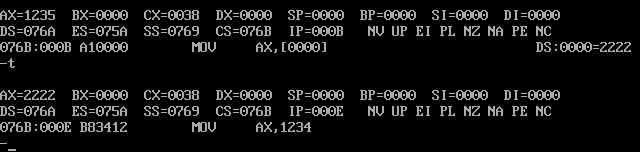 AX=1235  BX=0000  CX=0038  DX=0000  SP=0000  BP=0000  SI=0000  DI=0000
DS=076A  ES=075A  SS=0769  CS=076B  IP=000B   NV UP EI PL NZ NA PE NC
076B:000B A10000        MOV     AX,[0000]                          DS:0000=2222
-t
AX=2222  BX=0000  CX=0038  DX=0000  SP=0000  BP=0000  SI=0000  DI=0000
DS=076A  ES=075A  SS=0769  CS=076B  IP=000E   NV UP EI PL NZ NA PE NC
076B:000E B83412        MOV     AX,1234
-_